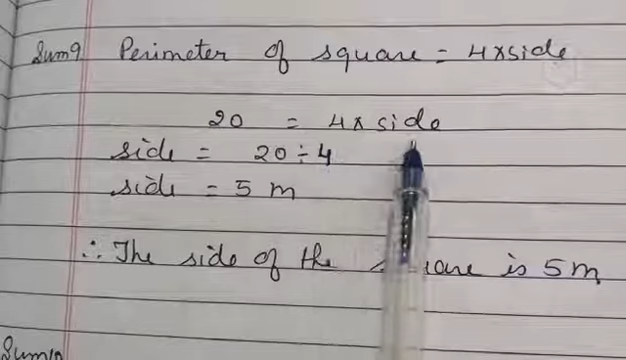 Sum9 Perimeter of square = 4xside
20 = 4x side
side = 20÷4
side = 5 m
∴ The side of the is 5m
Sum10